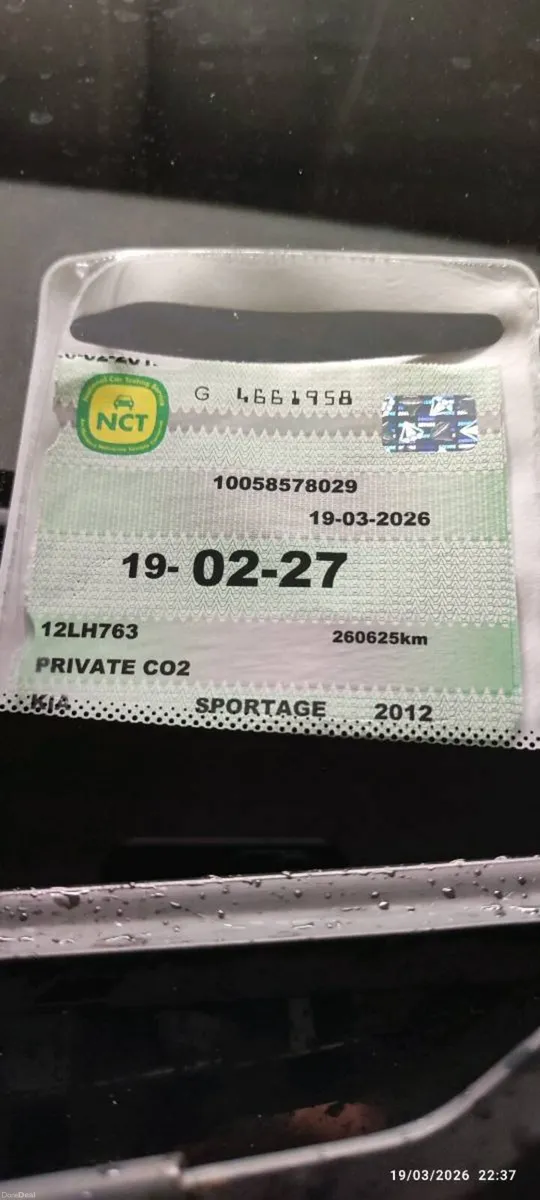 NCT
G 4661958
10058578029
19-03-2026
19- 02-27
12LH763 260625km
PRIVATE CO2
KIA SPORTAGE 2012
19/03/2026 22:37
DoneDeal